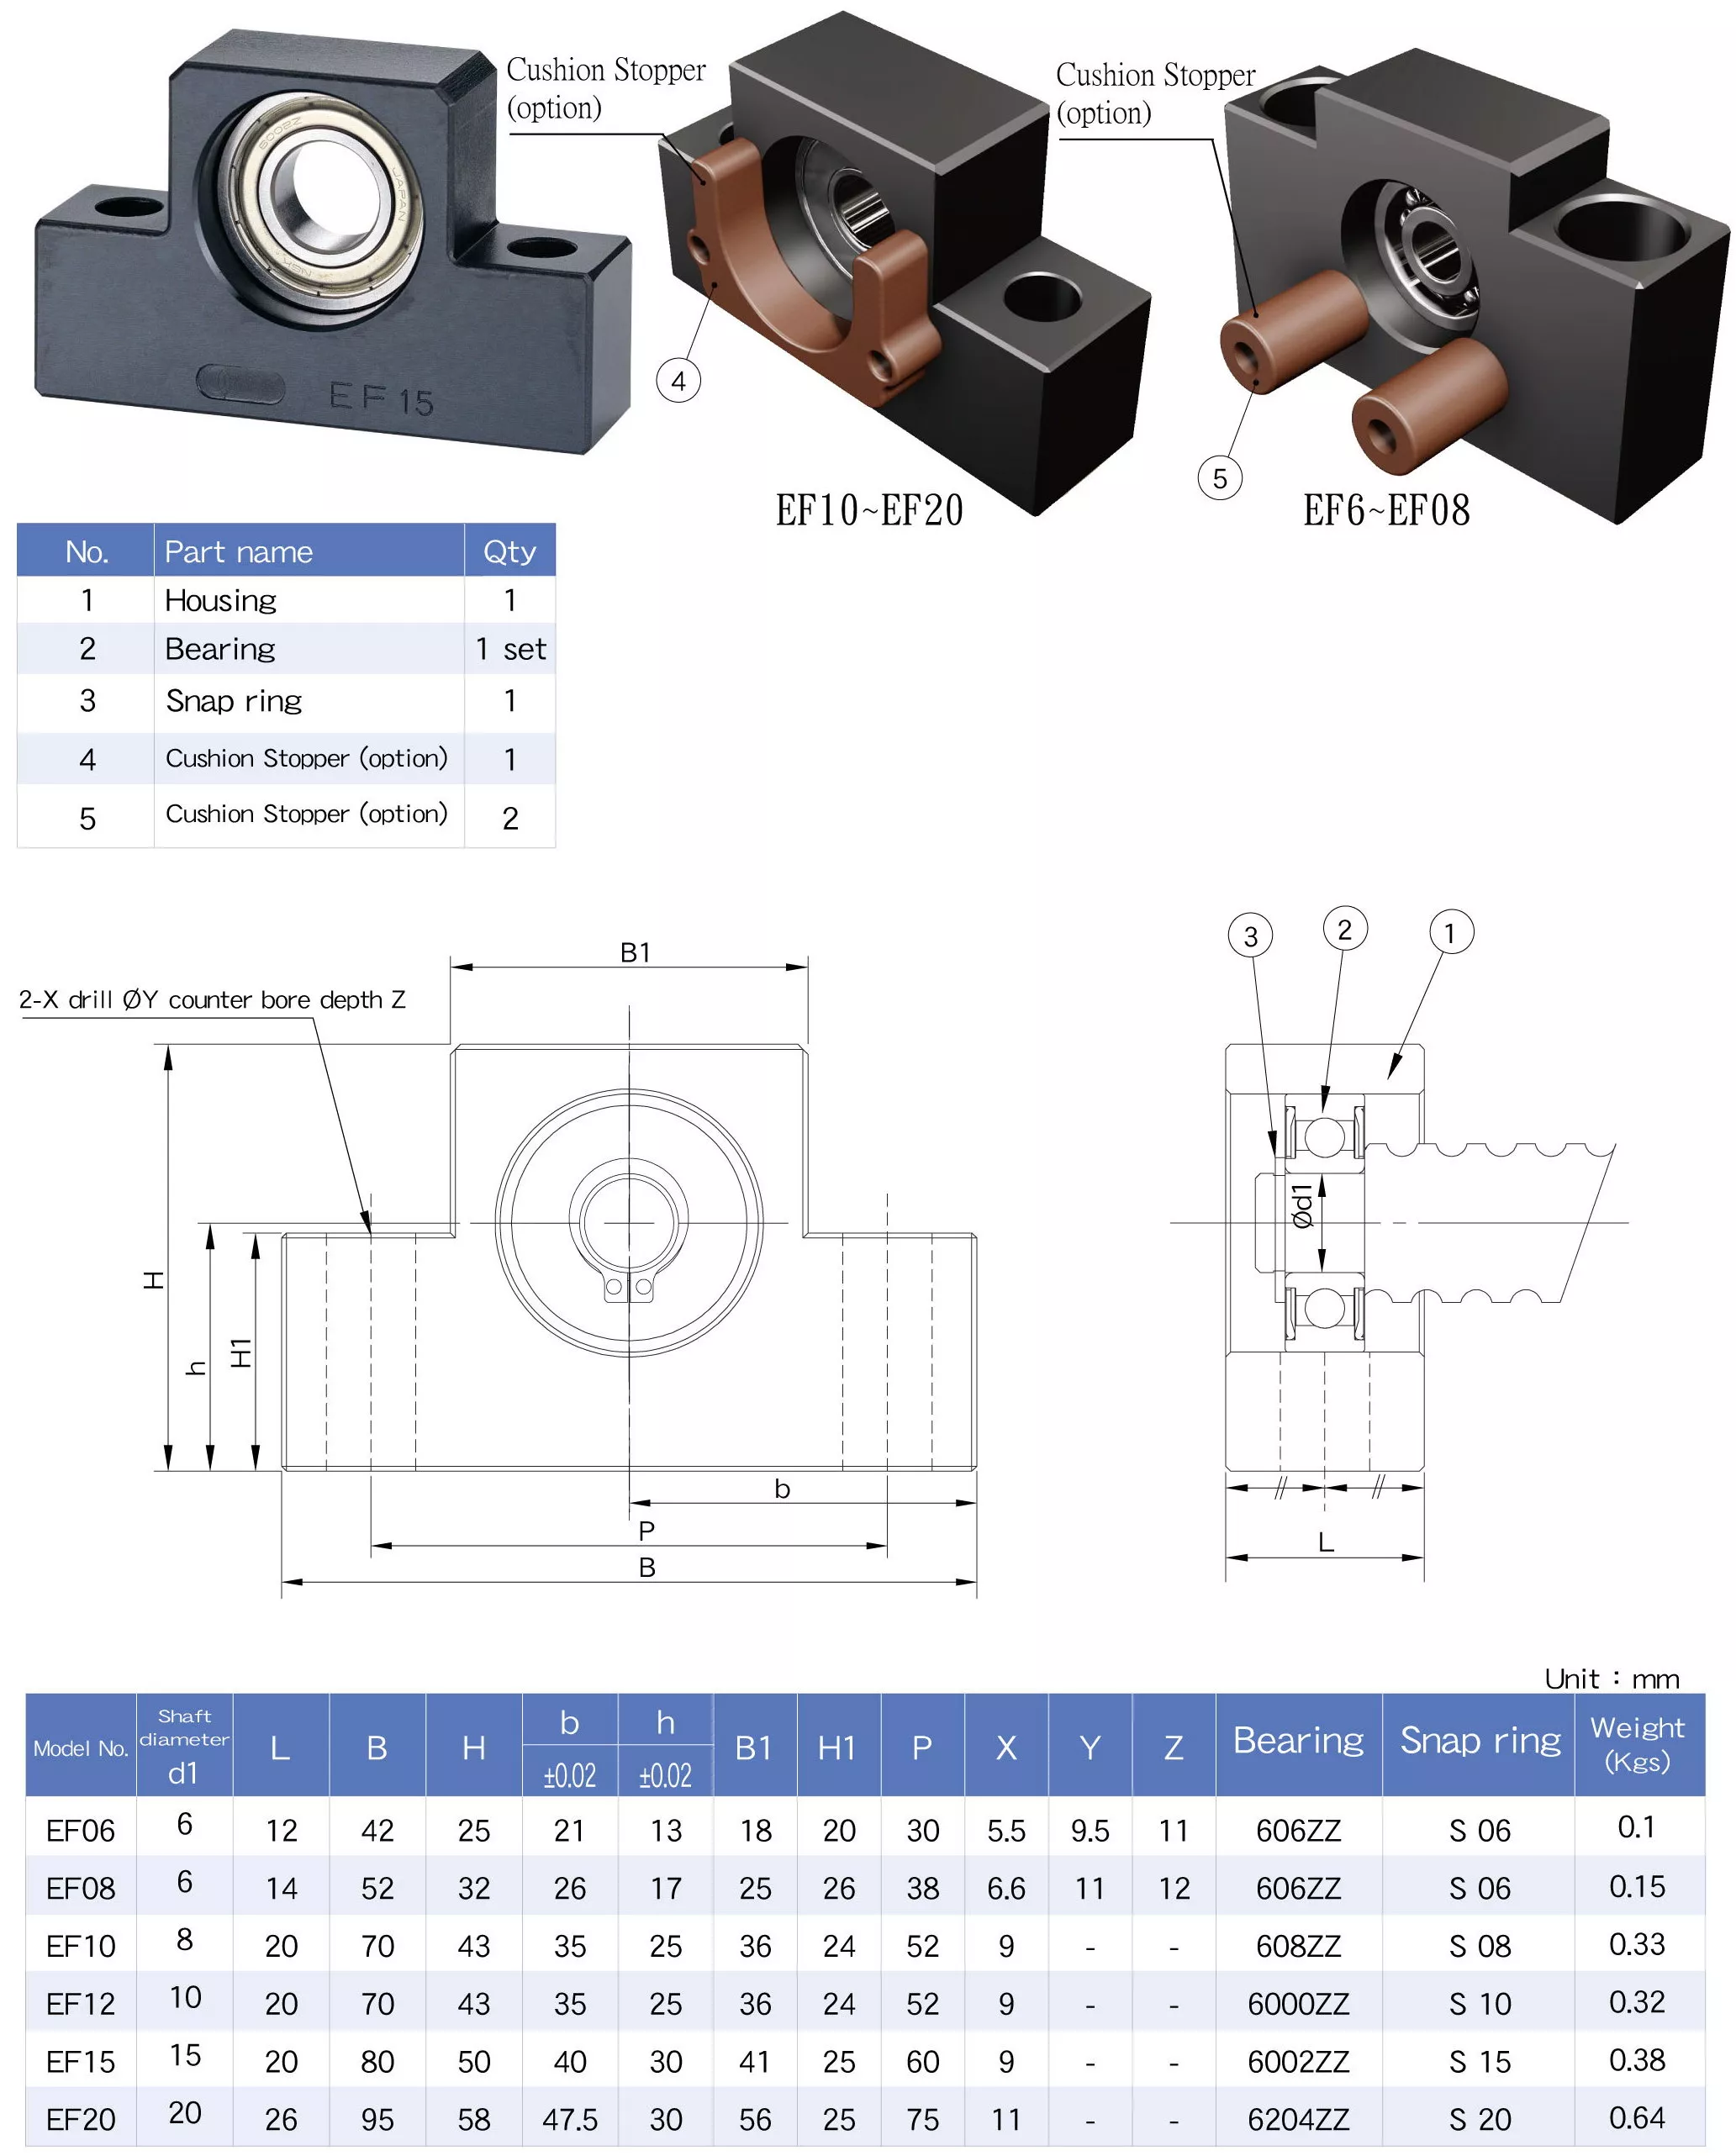 Cushion Stopper
(option)
Cushion Stopper
(option)
6002Z
JAPAN
NSK
EF15
4
5
EF10~EF20
EF6~EF08
No. Part name Qty
1 Housing 1
2 Bearing 1 set
3 Snap ring 1
4 Cushion Stopper (option) 1
5 Cushion Stopper (option) 2
3 2 1
B1
2-X drill ØY counter bore depth Z
Ød1
H
h
H1
b
P
B
L
Unit : mm
Model No. Shaft diameter d1 L B H b ±0.02 h ±0.02 B1 H1 P X Y Z Bearing Snap ring Weight (Kgs)
EF06 6 12 42 25 21 13 18 20 30 5.5 9.5 11 606ZZ S 06 0.1
EF08 6 14 52 32 26 17 25 26 38 6.6 11 12 606ZZ S 06 0.15
EF10 8 20 70 43 35 25 36 24 52 9 - - 608ZZ S 08 0.33
EF12 10 20 70 43 35 25 36 24 52 9 - - 6000ZZ S 10 0.32
EF15 15 20 80 50 40 30 41 25 60 9 - - 6002ZZ S 15 0.38
EF20 20 26 95 58 47.5 30 56 25 75 11 - - 6204ZZ S 20 0.64